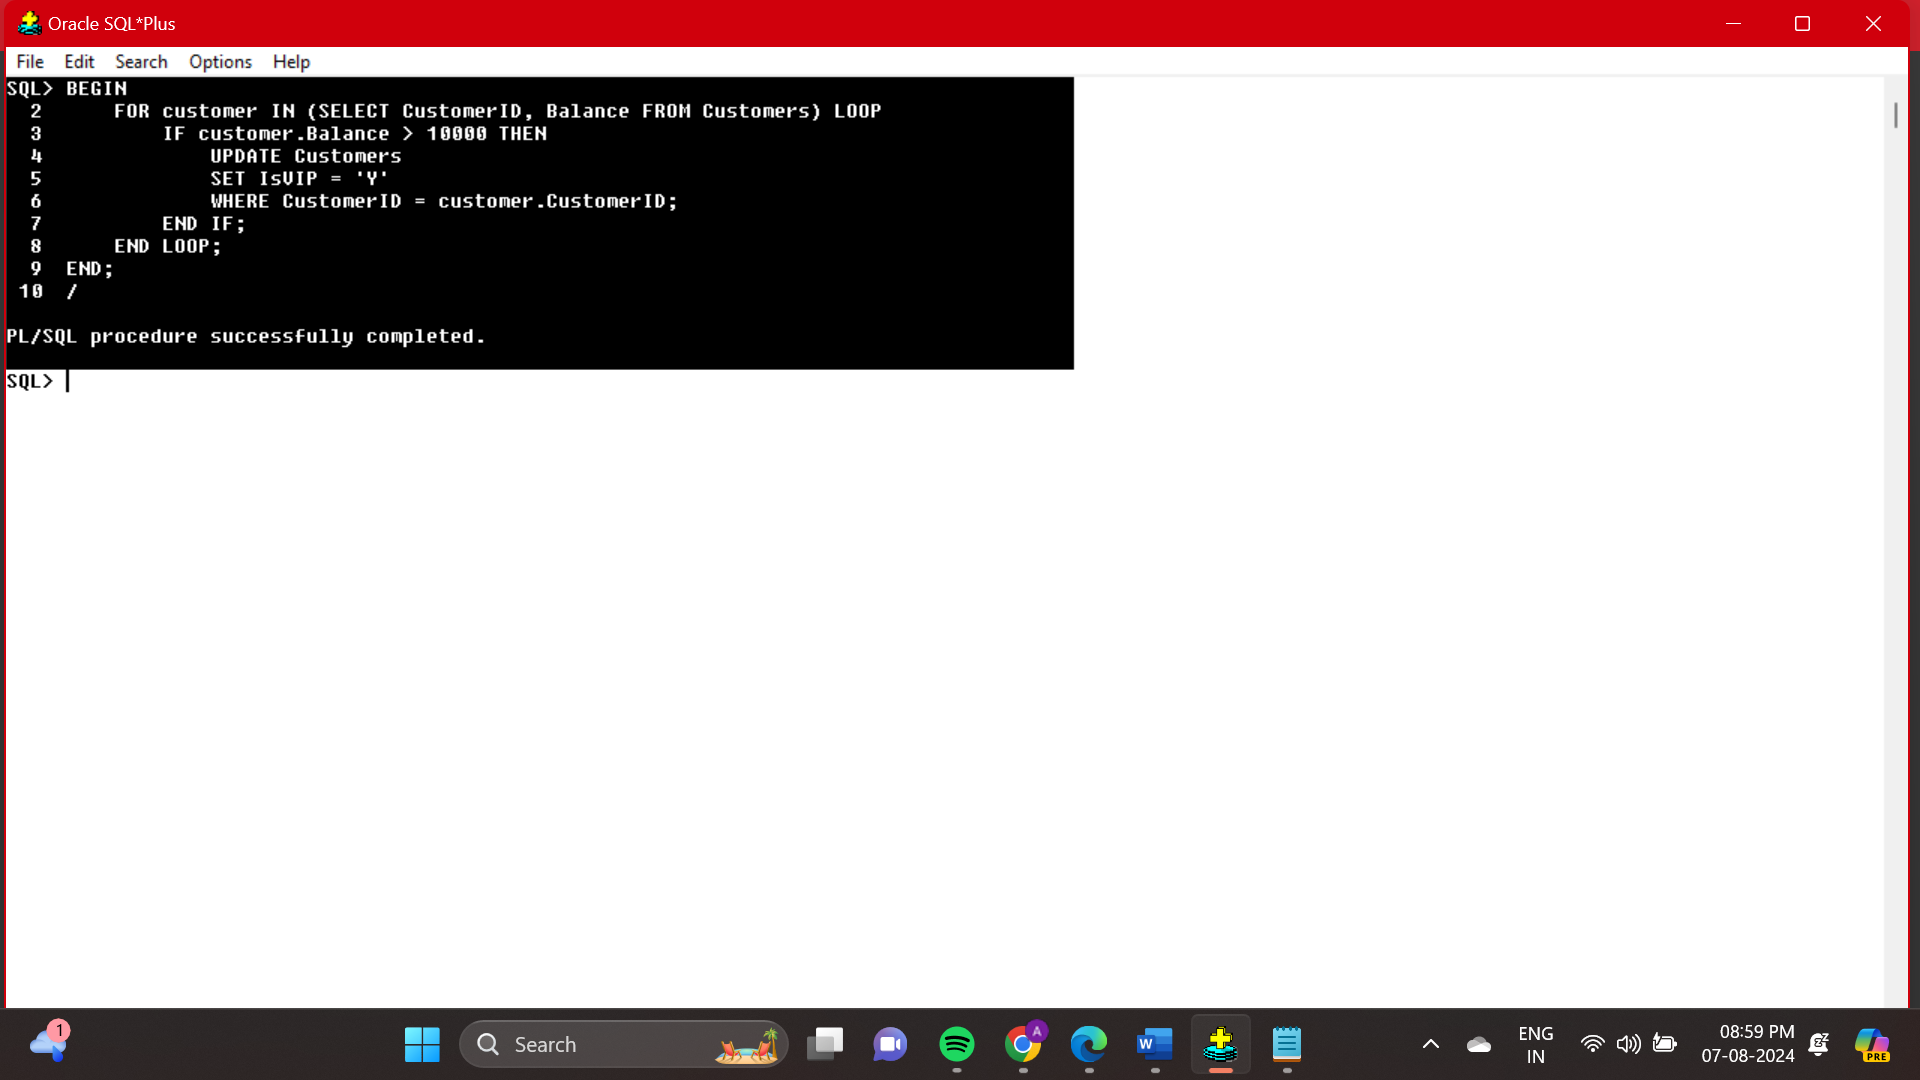 Oracle SQL*Plus
File Edit Search Options Help
SQL> BEGIN
  2      FOR customer IN (SELECT CustomerID, Balance FROM Customers) LOOP
  3          IF customer.Balance > 10000 THEN
  4              UPDATE Customers
  5              SET IsVIP = 'Y'
  6              WHERE CustomerID = customer.CustomerID;
  7          END IF;
  8      END LOOP;
  9  END;
 10  /
PL/SQL procedure successfully completed.
SQL>
1
Search
A
W
ENG
IN
08:59 PM
07-08-2024
PRE